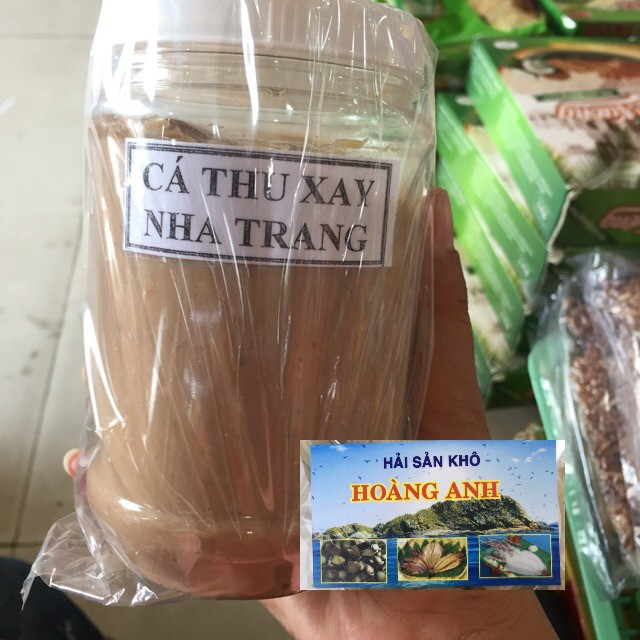 CÁ THU XAY
NHA TRANG
HẢI SẢN KHÔ
HOÀNG ANH